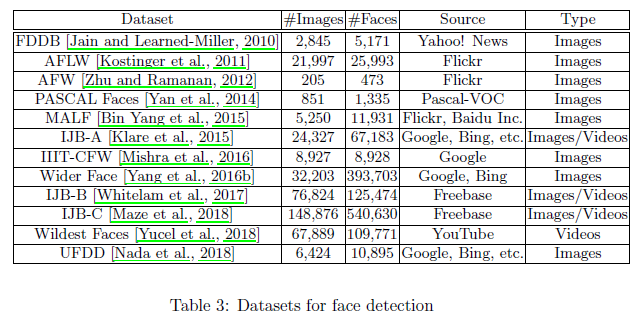 Dataset #Images #Faces Source Type
FDDB [Jain and Learned-Miller, 2010] 2,845 5,171 Yahoo! News Images
AFLW [Kostinger et al., 2011] 21,997 25,993 Flickr Images
AFW [Zhu and Ramanan, 2012] 205 473 Flickr Images
PASCAL Faces [Yan et al., 2014] 851 1,335 Pascal-VOC Images
MALF [Bin Yang et al., 2015] 5,250 11,931 Flickr, Baidu Inc. Images
IJB-A [Klare et al., 2015] 24,327 67,183 Google, Bing, etc. Images/Videos
IIIT-CFW [Mishra et al., 2016] 8,927 8,928 Google Images
Wider Face [Yang et al., 2016b] 32,203 393,703 Google, Bing Images
IJB-B [Whitelam et al., 2017] 76,824 125,474 Freebase Images/Videos
IJB-C [Maze et al., 2018] 148,876 540,630 Freebase Images/Videos
Wildest Faces [Yucel et al., 2018] 67,889 109,771 YouTube Videos
UFDD [Nada et al., 2018] 6,424 10,895 Google, Bing, etc. Images
Table 3: Datasets for face detection